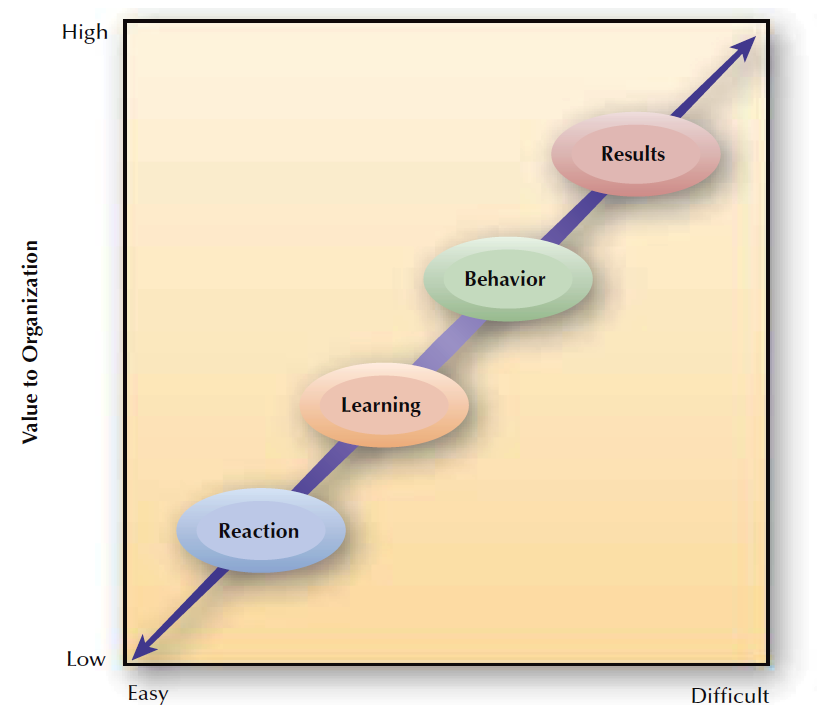 High
Results
Behavior
Value to Organization
Learning
Reaction
Low
Easy
Difficult